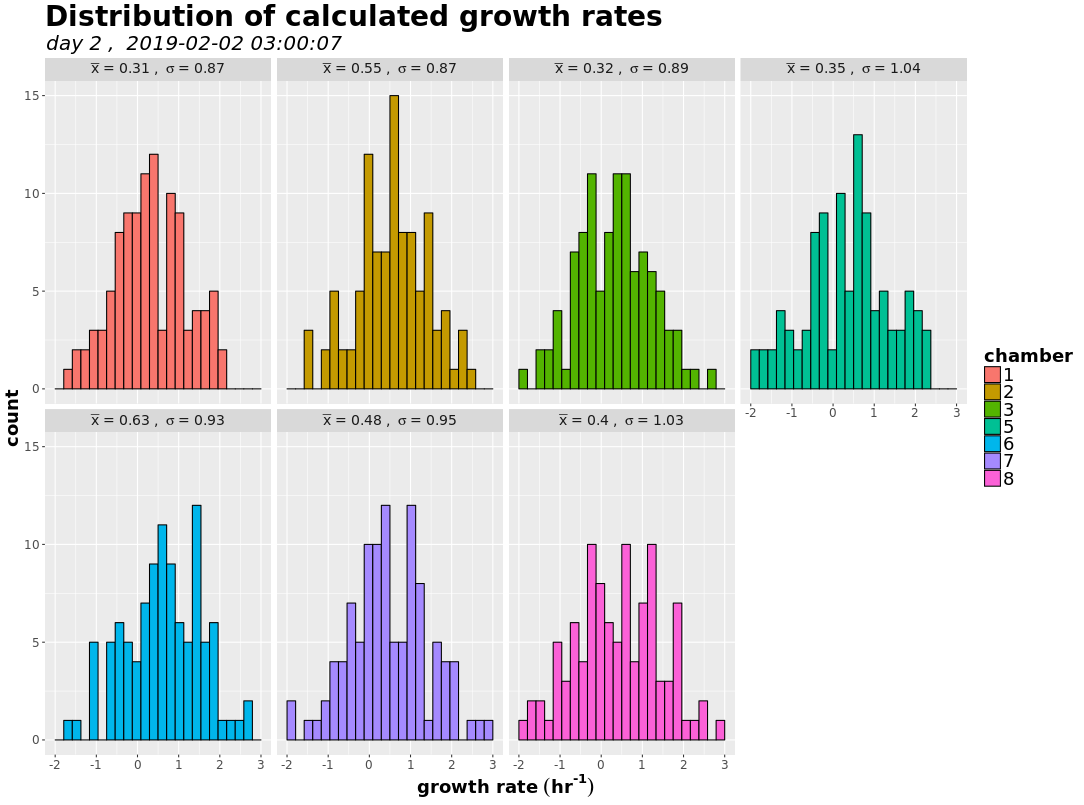 Distribution of calculated growth rates
day 2 , 2019-02-02 03:00:07
x̅ = 0.31 , σ = 0.87
x̅ = 0.55 , σ = 0.87
x̅ = 0.32 , σ = 0.89
x̅ = 0.35 , σ = 1.04
15
10
5
0
-2 -1 0 1 2 3
x̅ = 0.63 , σ = 0.93
x̅ = 0.48 , σ = 0.95
x̅ = 0.4 , σ = 1.03
15
10
5
0
-2 -1 0 1 2 3
-2 -1 0 1 2 3
-2 -1 0 1 2 3
count
growth rate (hr⁻¹)
chamber
1
2
3
5
6
7
8